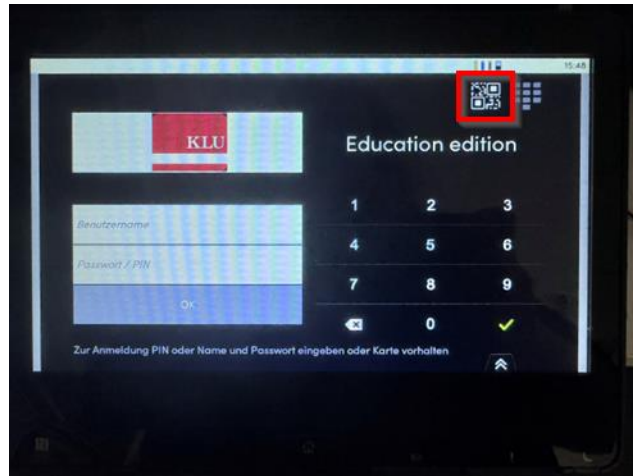 15:48
KLU
Education edition
Benutzername
Passwort / PIN
OK
1 2 3
4 5 6
7 8 9
0
Zur Anmeldung PIN oder Name und Passwort eingeben oder Karte vorhalten